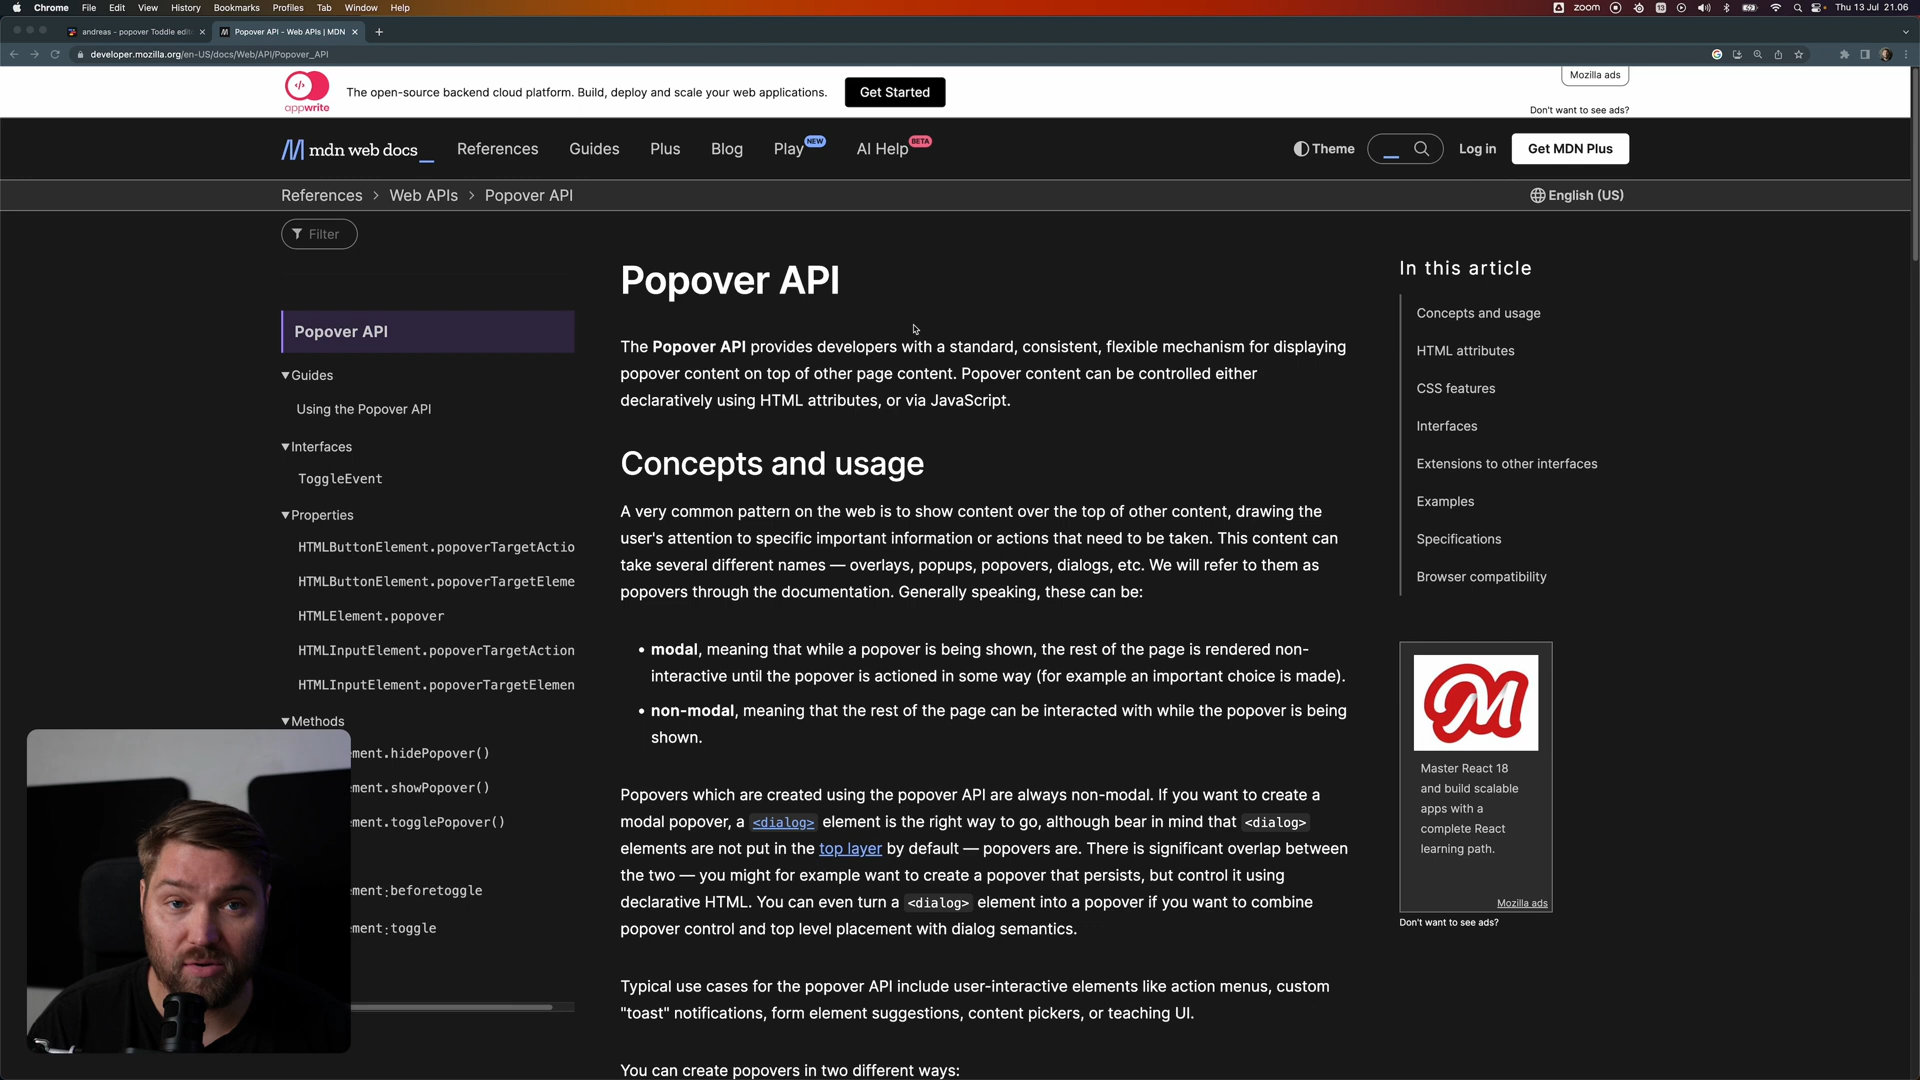 Chrome File Edit View History Bookmarks Profiles Tab Window Help
zoom 13 Thu 13 Jul 21.06
andreas - popover Toddle edit
Popover API - Web APIs | MDN
developer.mozilla.org/en-US/docs/Web/API/Popover_API
appwrite
The open-source backend cloud platform. Build, deploy and scale your web applications.
Get Started
Mozilla ads
Don't want to see ads?
mdn web docs_
References Guides Plus Blog Play NEW AI Help BETA
Theme Log in Get MDN Plus
References > Web APIs > Popover API
English (US)
Filter
Popover API
Guides
Using the Popover API
Interfaces
ToggleEvent
Properties
HTMLButtonElement.popoverTargetActio
HTMLButtonElement.popoverTargetEleme
HTMLElement.popover
HTMLInputElement.popoverTargetAction
HTMLInputElement.popoverTargetElemen
Methods
ement.hidePopover()
ement.showPopover()
ement.togglePopover()
ement:beforetoggle
ement:toggle
Popover API
The Popover API provides developers with a standard, consistent, flexible mechanism for displaying
popover content on top of other page content. Popover content can be controlled either
declaratively using HTML attributes, or via JavaScript.
Concepts and usage
A very common pattern on the web is to show content over the top of other content, drawing the
user's attention to specific important information or actions that need to be taken. This content can
take several different names — overlays, popups, popovers, dialogs, etc. We will refer to them as
popovers through the documentation. Generally speaking, these can be:
• modal, meaning that while a popover is being shown, the rest of the page is rendered non-
interactive until the popover is actioned in some way (for example an important choice is made).
• non-modal, meaning that the rest of the page can be interacted with while the popover is being
shown.
Popovers which are created using the popover API are always non-modal. If you want to create a
modal popover, a <dialog> element is the right way to go, although bear in mind that <dialog>
elements are not put in the top layer by default — popovers are. There is significant overlap between
the two — you might for example want to create a popover that persists, but control it using
declarative HTML. You can even turn a <dialog> element into a popover if you want to combine
popover control and top level placement with dialog semantics.
Typical use cases for the popover API include user-interactive elements like action menus, custom
"toast" notifications, form element suggestions, content pickers, or teaching UI.
You can create popovers in two different ways:
In this article
Concepts and usage
HTML attributes
CSS features
Interfaces
Extensions to other interfaces
Examples
Specifications
Browser compatibility
M
Master React 18
and build scalable
apps with a
complete React
learning path.
Mozilla ads
Don't want to see ads?